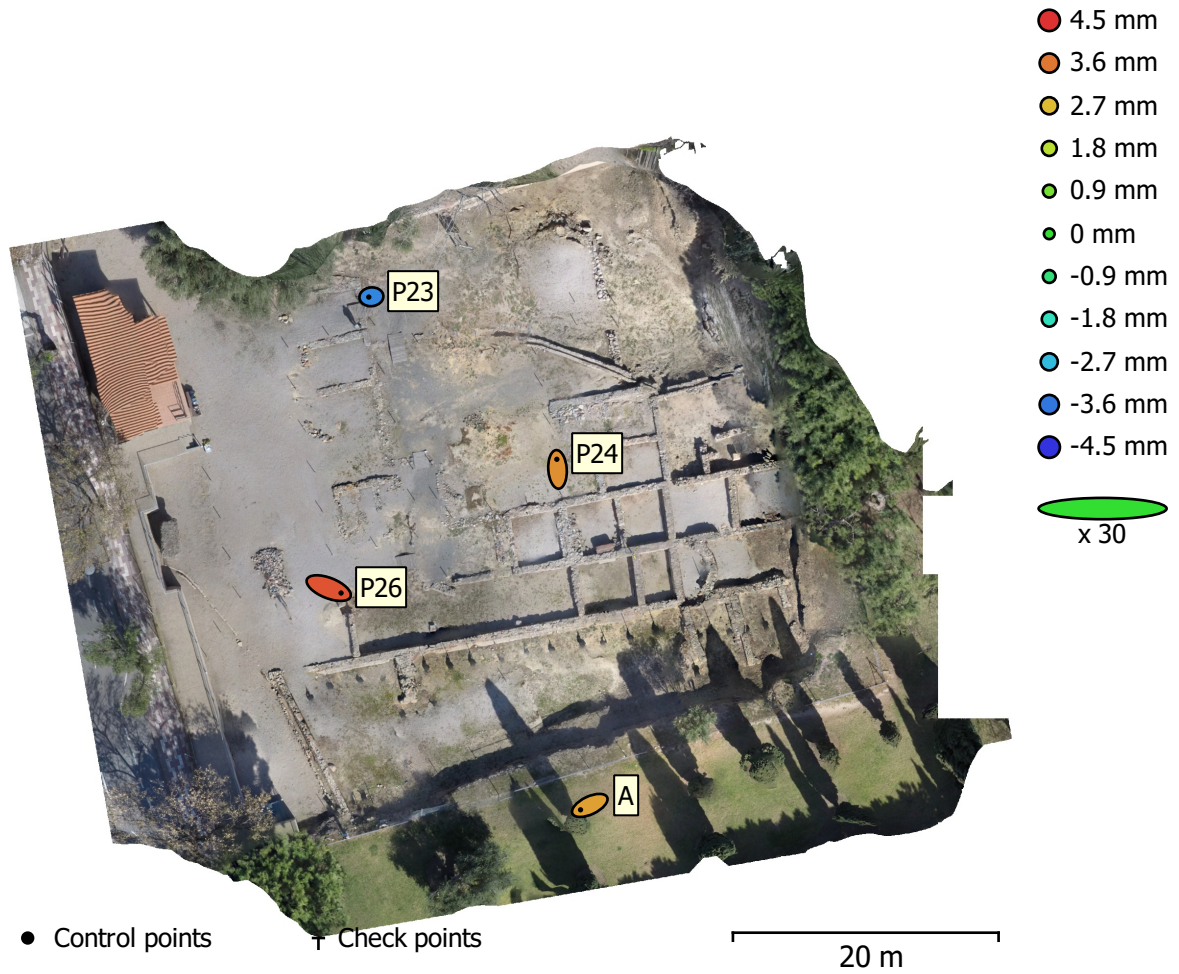 4.5 mm
3.6 mm
2.7 mm
1.8 mm
0.9 mm
0 mm
-0.9 mm
-1.8 mm
-2.7 mm
-3.6 mm
-4.5 mm
x 30
P23
P24
P26
A
Control points
Check points
20 m